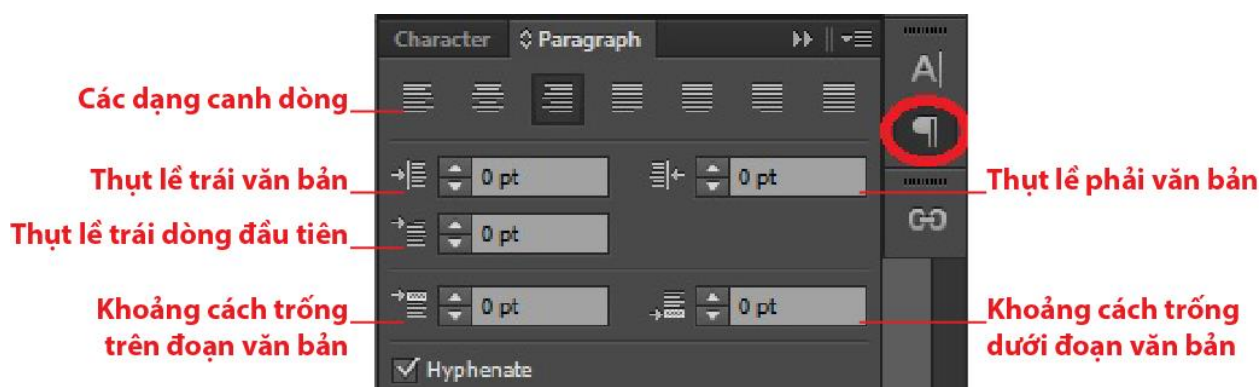 Character Paragraph
A
Các dạng canh dòng
¶
Thụt lề trái văn bản 0 pt 0 pt Thụt lề phải văn bản
Thụt lề trái dòng đầu tiên 0 pt
Khoảng cách trống 0 pt 0 pt Khoảng cách trống
trên đoạn văn bản dưới đoạn văn bản
Hyphenate